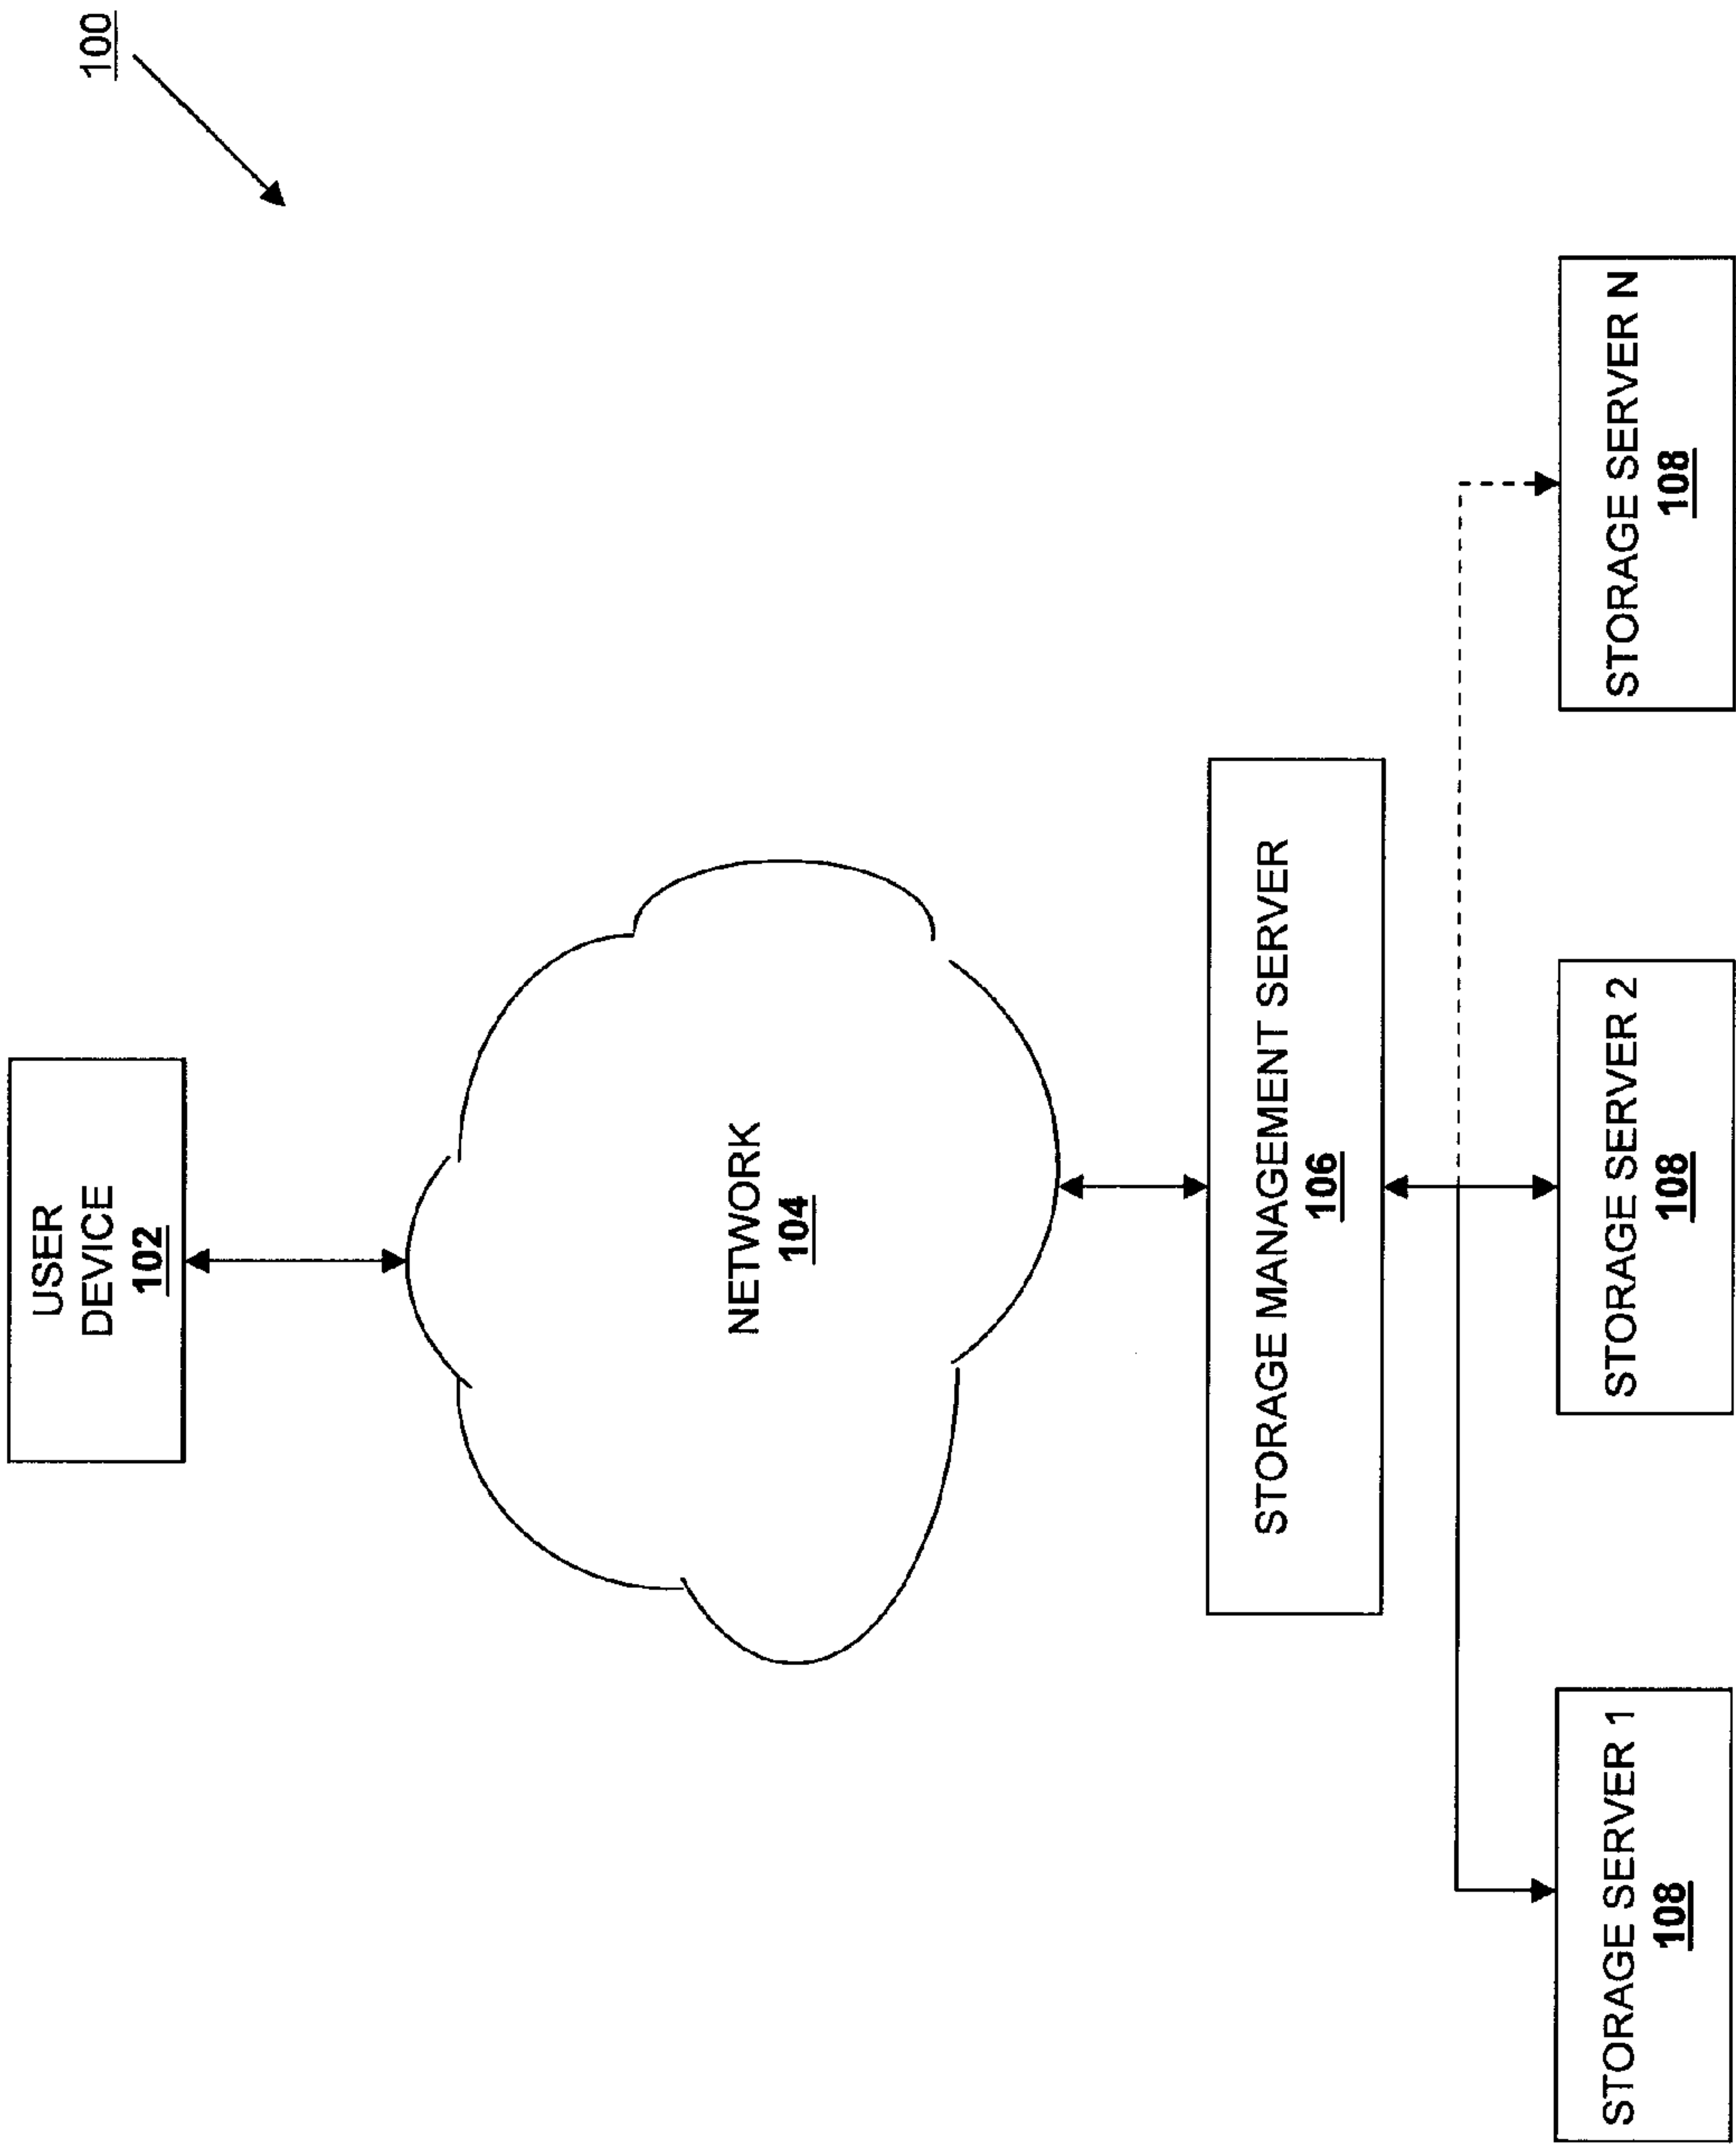 100
USER
DEVICE
102
NETWORK
104
STORAGE MANAGEMENT SERVER
106
STORAGE SERVER 1
108
STORAGE SERVER 2
108
STORAGE SERVER N
108